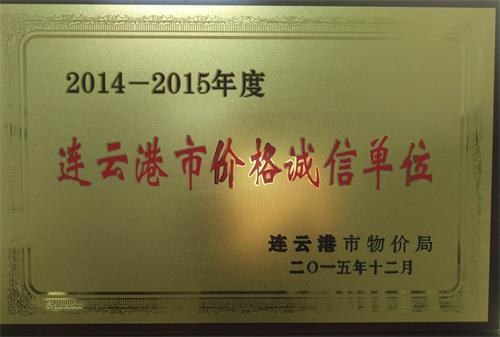 2014－2015年度
连云港市价格诚信单位
连云港市物价局
二〇一五年十二月